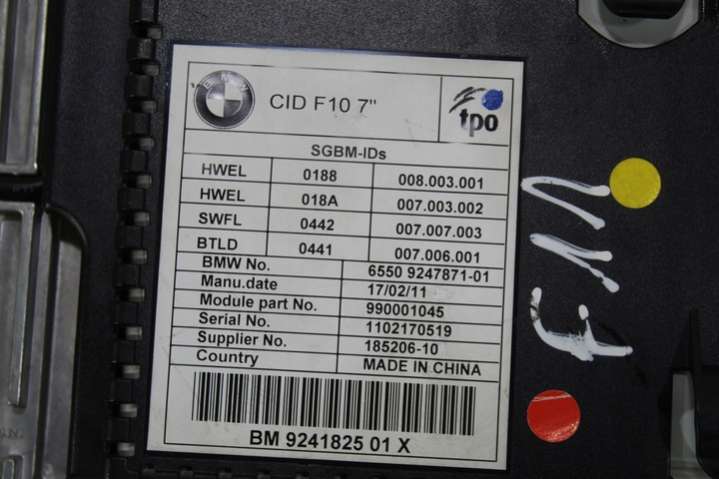 BMW
CID F10 7"
tpo
SGBM-IDs
HWEL 0188 008.003.001
HWEL 018A 007.003.002
SWFL 0442 007.007.003
BTLD 0441 007.006.001
BMW No. 6550 9247871-01
Manu.date 17/02/11
Module part No. 990001045
Serial No. 1102170519
Supplier No. 185206-10
Country MADE IN CHINA
BM 9241825 01 X